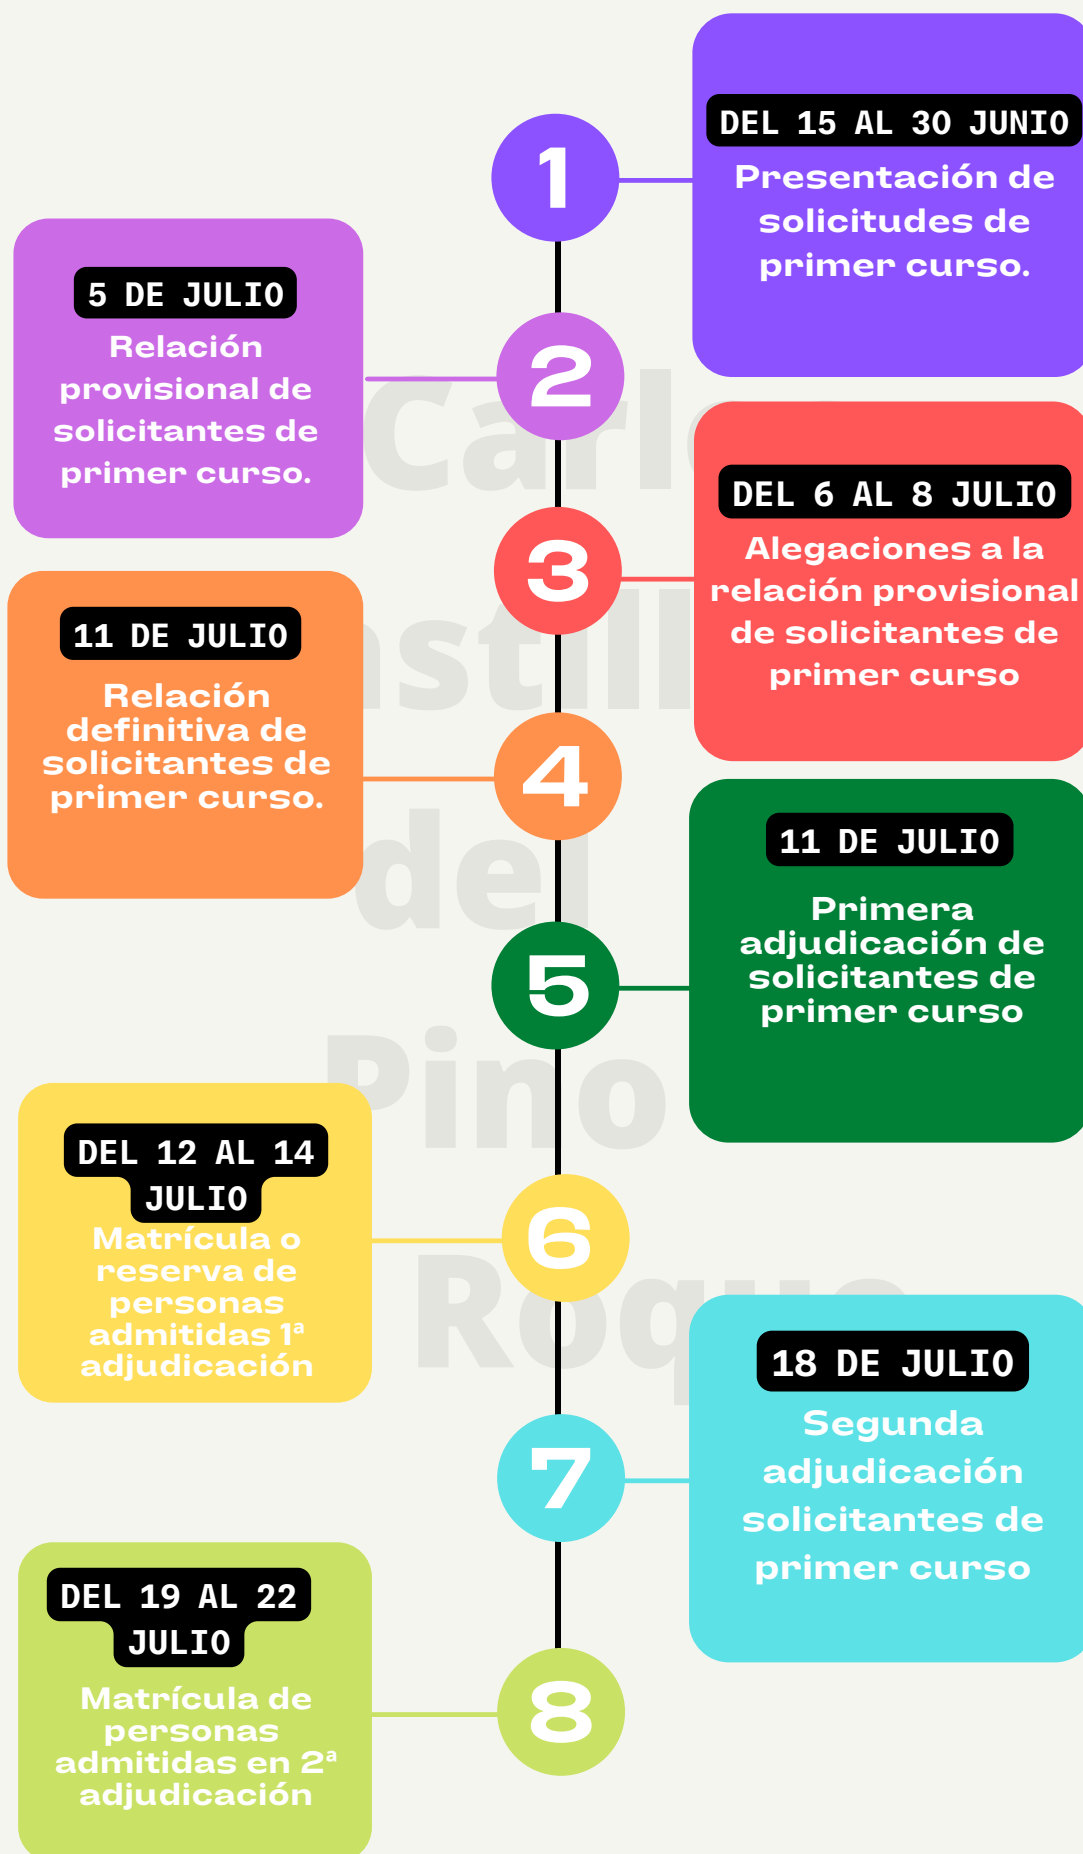 1
DEL 15 AL 30 JUNIO
Presentación de
solicitudes de
primer curso.
2
5 DE JULIO
Relación
provisional de
solicitantes de
primer curso.
3
DEL 6 AL 8 JULIO
Alegaciones a la
relación provisional
de solicitantes de
primer curso
4
11 DE JULIO
Relación
definitiva de
solicitantes de
primer curso.
5
11 DE JULIO
Primera
adjudicación de
solicitantes de
primer curso
6
DEL 12 AL 14
JULIO
Matrícula o
reserva de
personas
admitidas 1ª
adjudicación
7
18 DE JULIO
Segunda
adjudicación
solicitantes de
primer curso
8
DEL 19 AL 22
JULIO
Matrícula de
personas
admitidas en 2ª
adjudicación
del
Pino